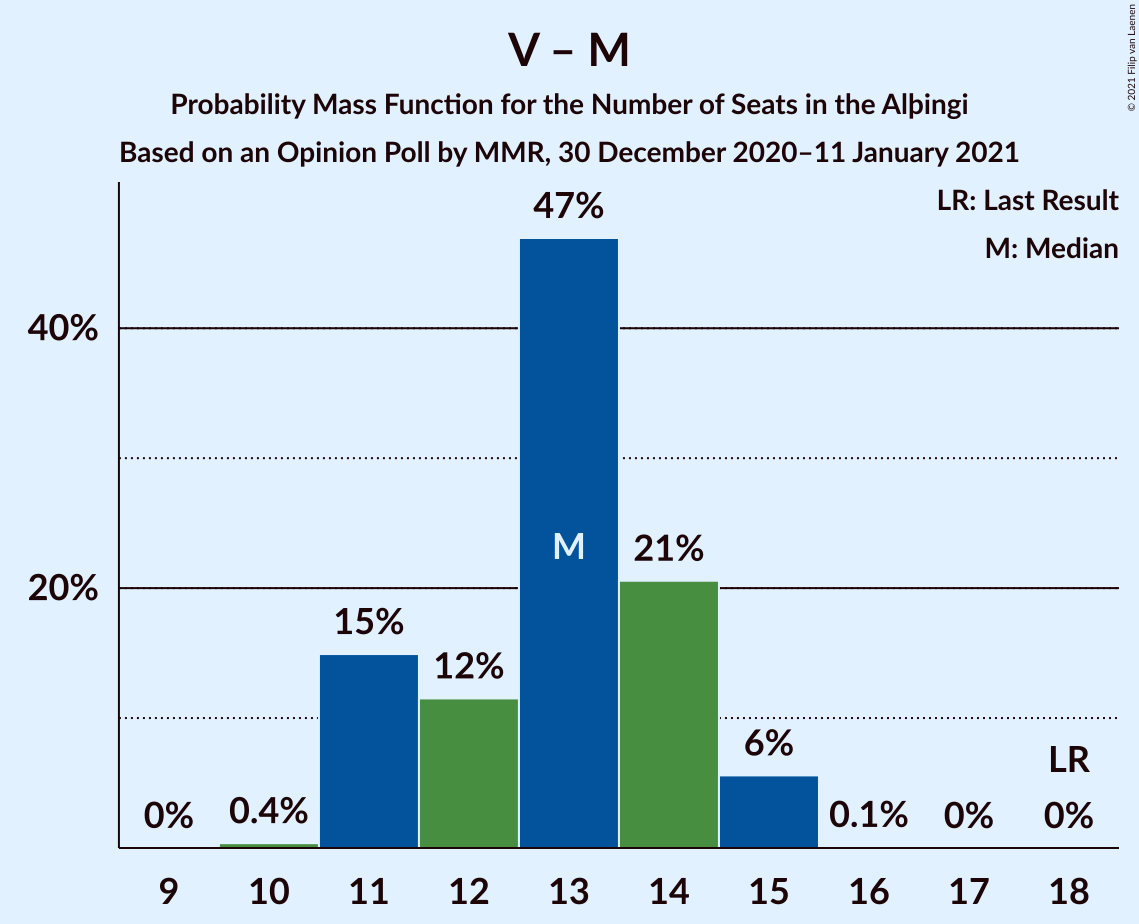 V – M
Probability Mass Function for the Number of Seats in the Alþingi
Based on an Opinion Poll by MMR, 30 December 2020–11 January 2021
© 2021 Filip van Laenen
LR: Last Result
M: Median
47%
40%
M
21%
20%
15%
12%
6%
LR
0%
0.4%
0.1%
0%
0%
9
10
11
12
13
14
15
16
17
18